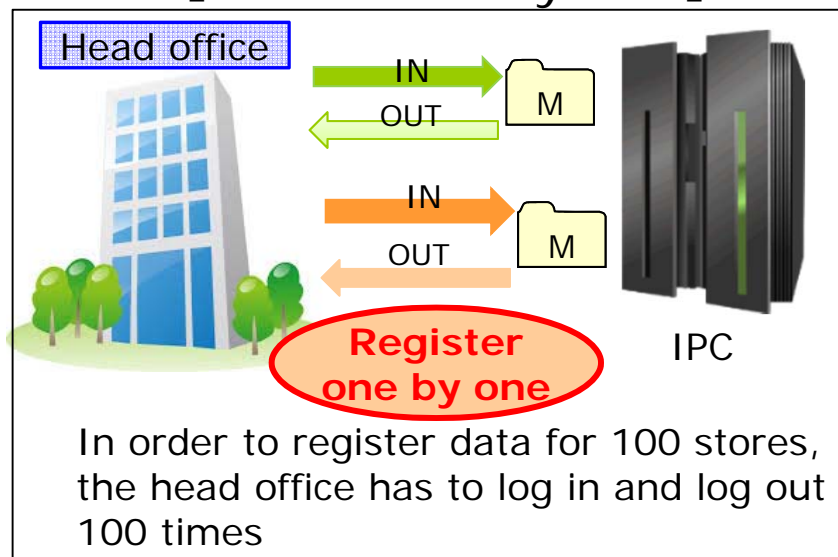 Head office
IN
M
OUT
IN
M
OUT
Register
one by one
IPC
In order to register data for 100 stores,
the head office has to log in and log out
100 times